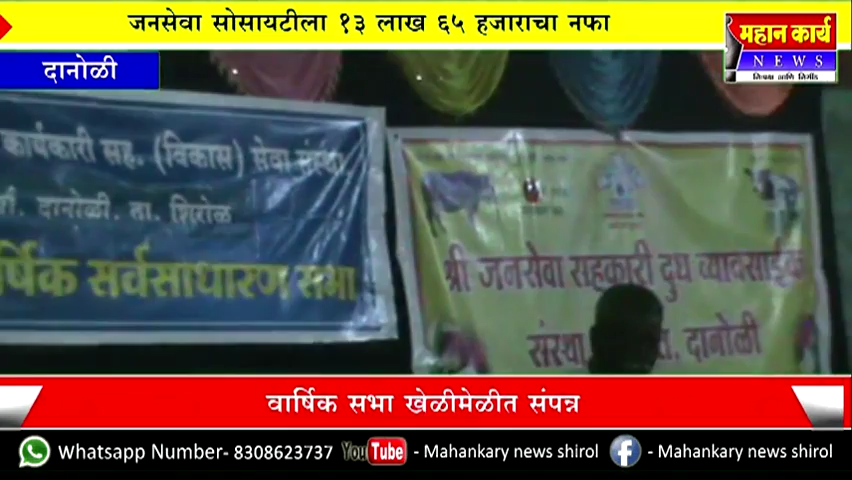 जनसेवा सोसायटीला १३ लाख ६५ हजाराचा नफा
महान कार्य
NEWS
दानोळी
कार्यकारी सह. (विकास) सेवा संस्था
दानोळी. ता. शिरोळ
र्षिक सर्वसाधारण सभा
श्री जनसेवा सहकारी दुध व्यावसाईक
संस्था
दानोळी
वार्षिक सभा खेळीमेळीत संपन्न
Whatsapp Number- 8308623737 YouTube - Mahankary news shirol f - Mahankary news shirol